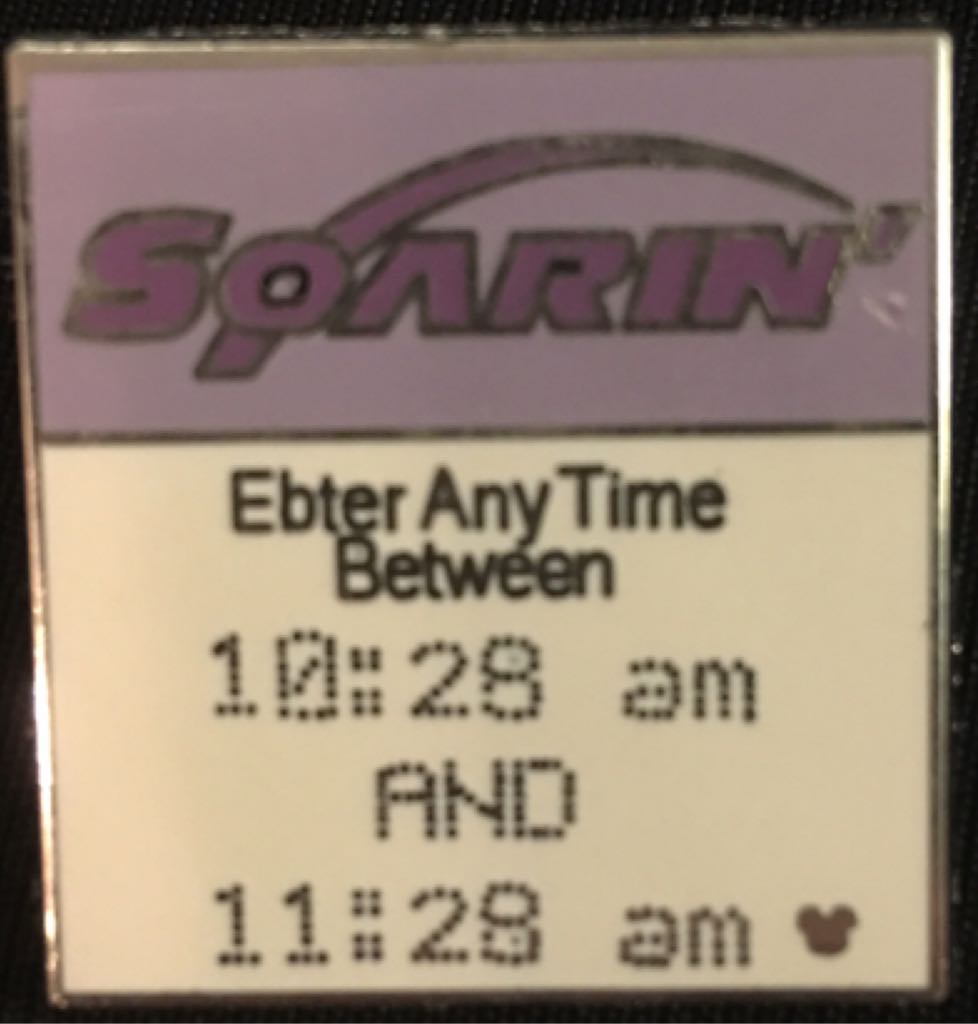 SOARIN'
Ebter Any Time
Between
10:28 am
AND
11:28 am